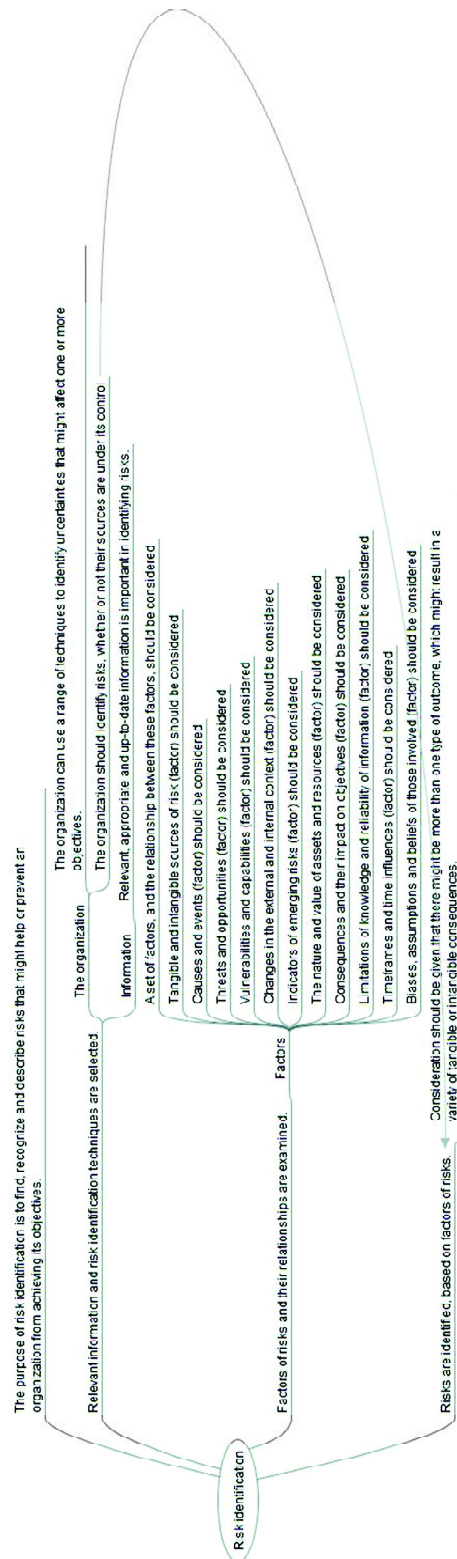 The purpose of risk identification is to find, recognize and describe risks that might help or prevent an
organization from achieving its objectives.
Risk identification
Relevant information and risk identification techniques are selected.
The organization
The organization can use a range of techniques to identify uncertainties that might affect one or more
objectives.
The organization should identify risks, whether or not their sources are under its control
Information
Relevant, appropriate and up-to-date information is important in identifying risks.
Factors of risks and their relationships are examined.
Factors
A set of factors, and the relationship between these factors, should be considered
Tangible and intangible sources of risk (factor) should be considered
Causes and events (factor) should be considered
Threats and opportunities (factor) should be considered
Vulnerabilities and capabilities (factor) should be considered
Changes in the external and internal context (factor) should be considered
Indicators of emerging risks (factor) should be considered
The nature and value of assets and resources (factor) should be considered
Consequences and their impact on objectives (factor) should be considered
Limitations of knowledge and reliability of information (factor) should be considered
Timeframes and time influences (factor) should be considered
Biases, assumptions and beliefs of those involved (factor) should be considered
Risks are identified, based on factors of risks.
Consideration should be given that there might be more than one type of outcome, which might result in a
variety of tangible or intangible consequences.